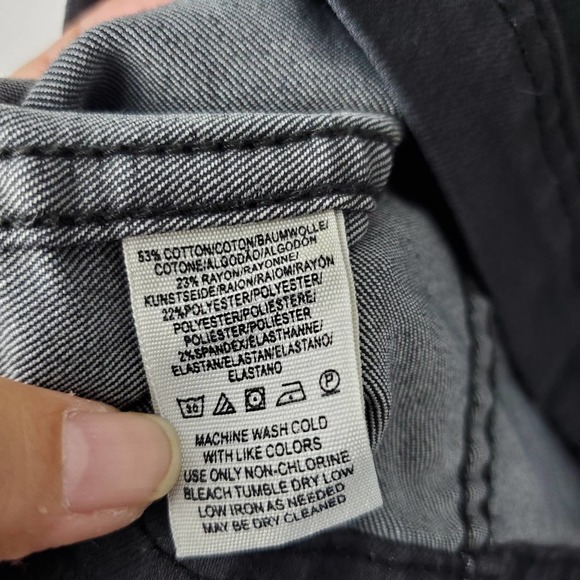 53% COTTON/COTON/BAUMWOLLE/
COTONE/ALGODÃO/ALGODÓN
23% RAYON/RAYONNE/
KUNSTSEIDE/RAION/RAIOM/RAYÓN
22%POLYESTER/POLYESTER/
POLYESTER/POLIESTERE/
POLIÉSTER/POLIÉSTER
2%SPANDEX/ÉLASTHANNE/
ELASTAN/ELASTAN/ELASTANO/
ELASTANO
30 P
MACHINE WASH COLD
WITH LIKE COLORS
USE ONLY NON-CHLORINE
BLEACH TUMBLE DRY LOW
LOW IRON AS NEEDED
MAY BE DRY CLEANED